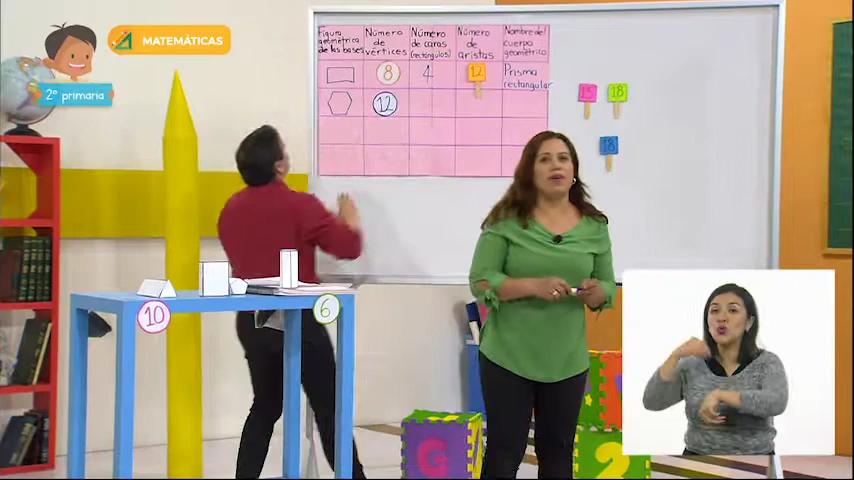 MATEMÁTICAS
2° primaria
Figura geométrica de las bases
Número de vértices
Número de caras (rectángulos)
Número de aristas
Nombre del cuerpo geométrico
8
4
12
Prisma rectangular
12
15
18
18
10
6
G
2